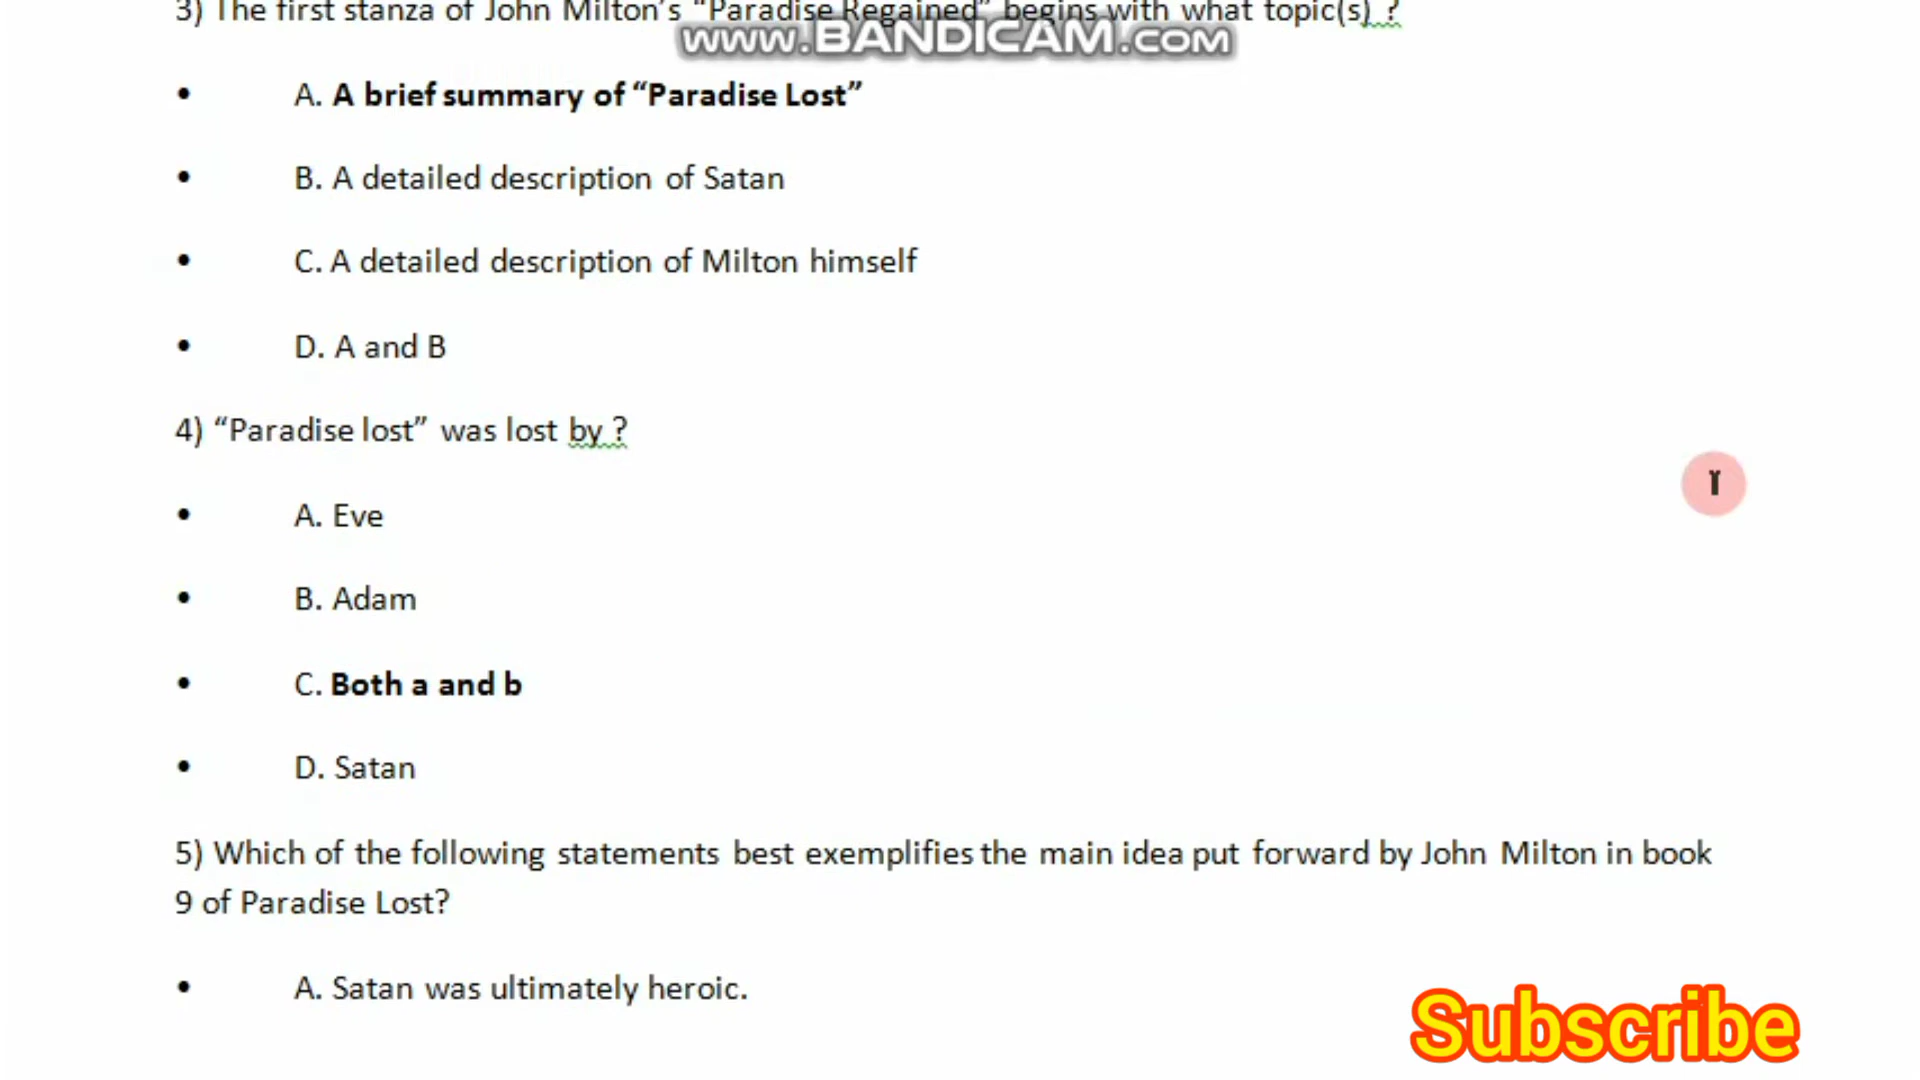 3) The first stanza of John Milton's “Paradise Regained” begins with what topic(s) ?
www.BANDICAM.com
• A. A brief summary of “Paradise Lost”
• B. A detailed description of Satan
• C. A detailed description of Milton himself
• D. A and B
4) “Paradise lost” was lost by ?
• A. Eve
• B. Adam
• C. Both a and b
• D. Satan
5) Which of the following statements best exemplifies the main idea put forward by John Milton in book
9 of Paradise Lost?
• A. Satan was ultimately heroic.
Subscribe